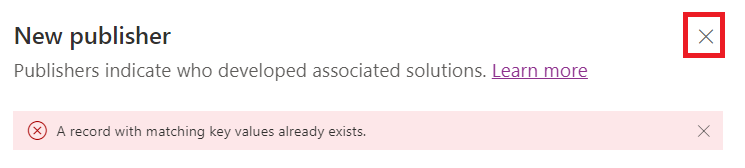 New publisher
Publishers indicate who developed associated solutions. Learn more
A record with matching key values already exists.